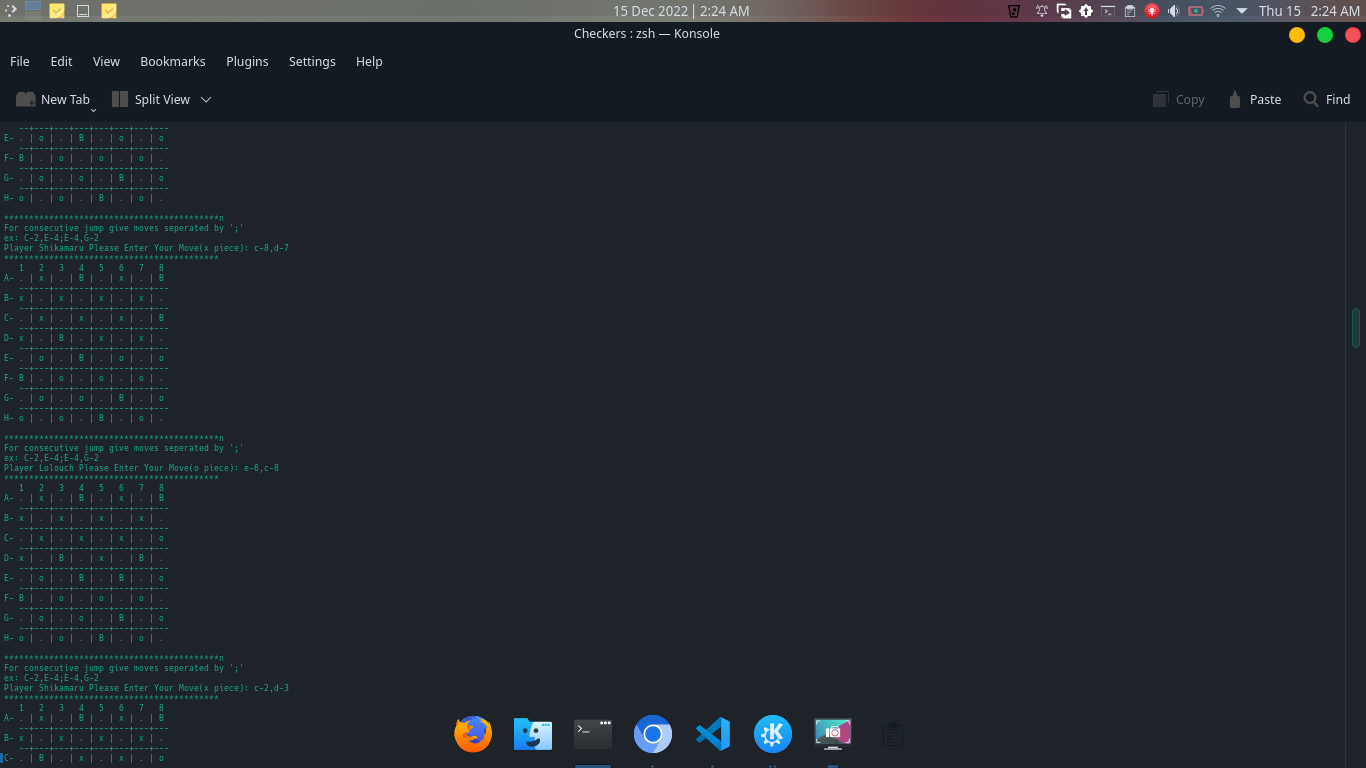 15 Dec 2022 | 2:24 AM
Thu 15 2:24 AM
Checkers : zsh — Konsole
File Edit View Bookmarks Plugins Settings Help
New Tab Split View Copy Paste Find
--+---+---+---+---+---+---+---
E- . | o | . | B | . | o | . | o
--+---+---+---+---+---+---+---
F- B | . | o | . | o | . | o | .
--+---+---+---+---+---+---+---
G- . | o | . | o | . | B | . | o
--+---+---+---+---+---+---+---
H- o | . | o | . | B | . | o | .
*******************************************n
For consecutive jump give moves seperated by ';'
ex: C-2,E-4;E-4,G-2
Player Shikamaru Please Enter Your Move(x piece): c-8,d-7
*******************************************
1 2 3 4 5 6 7 8
A- . | x | . | B | . | x | . | B
--+---+---+---+---+---+---+---
B- x | . | x | . | x | . | x | .
--+---+---+---+---+---+---+---
C- . | x | . | x | . | x | . | B
--+---+---+---+---+---+---+---
D- x | . | B | . | x | . | x | .
--+---+---+---+---+---+---+---
E- . | o | . | B | . | o | . | o
--+---+---+---+---+---+---+---
F- B | . | o | . | o | . | o | .
--+---+---+---+---+---+---+---
G- . | o | . | o | . | B | . | o
--+---+---+---+---+---+---+---
H- o | . | o | . | B | . | o | .
*******************************************n
For consecutive jump give moves seperated by ';'
ex: C-2,E-4;E-4,G-2
Player Lolouch Please Enter Your Move(o piece): e-6,c-8
*******************************************
1 2 3 4 5 6 7 8
A- . | x | . | B | . | x | . | B
--+---+---+---+---+---+---+---
B- x | . | x | . | x | . | x | .
--+---+---+---+---+---+---+---
C- . | x | . | x | . | x | . | o
--+---+---+---+---+---+---+---
D- x | . | B | . | x | . | B | .
--+---+---+---+---+---+---+---
E- . | o | . | B | . | B | . | o
--+---+---+---+---+---+---+---
F- B | . | o | . | o | . | o | .
--+---+---+---+---+---+---+---
G- . | o | . | o | . | B | . | o
--+---+---+---+---+---+---+---
H- o | . | o | . | B | . | o | .
*******************************************n
For consecutive jump give moves seperated by ';'
ex: C-2,E-4;E-4,G-2
Player Shikamaru Please Enter Your Move(x piece): c-2,d-3
*******************************************
1 2 3 4 5 6 7 8
A- . | x | . | B | . | x | . | B
--+---+---+---+---+---+---+---
B- x | . | x | . | x | . | x | .
--+---+---+---+---+---+---+---
C- . | B | . | x | . | x | . | o